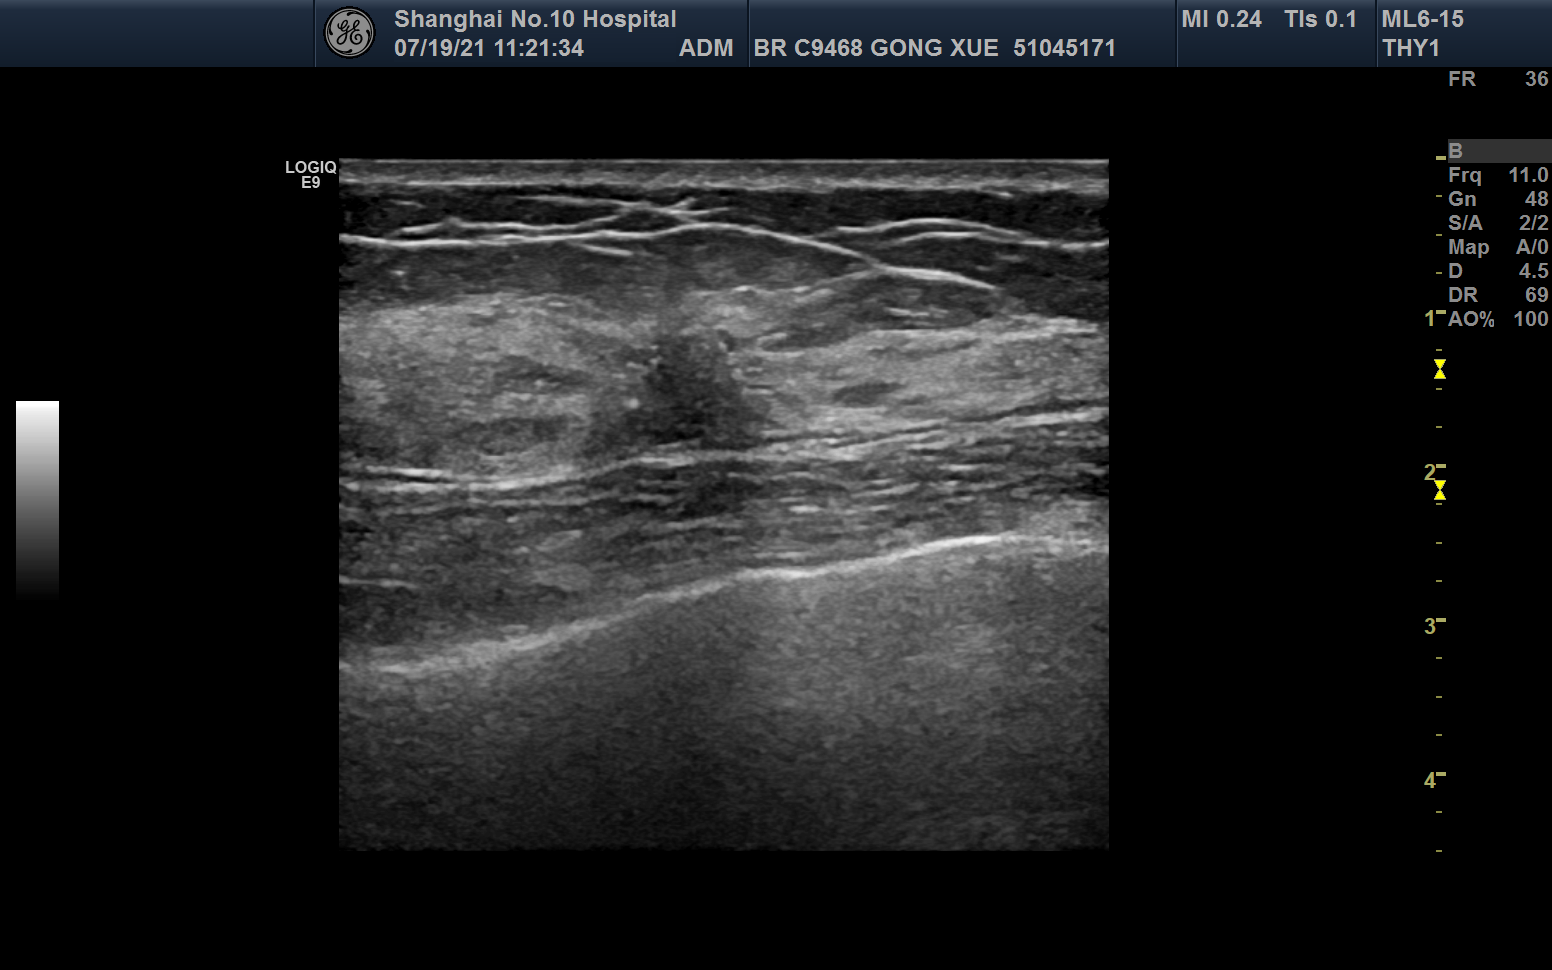 Shanghai No.10 Hospital
07/19/21 11:21:34 ADM
BR C9468 GONG XUE 51045171
MI 0.24 TIs 0.1
ML6-15
THY1
FR 36
LOGIQ
E9
B
Frq 11.0
Gn 48
S/A 2/2
Map A/0
D 4.5
DR 69
AO% 100
1
2
3
4